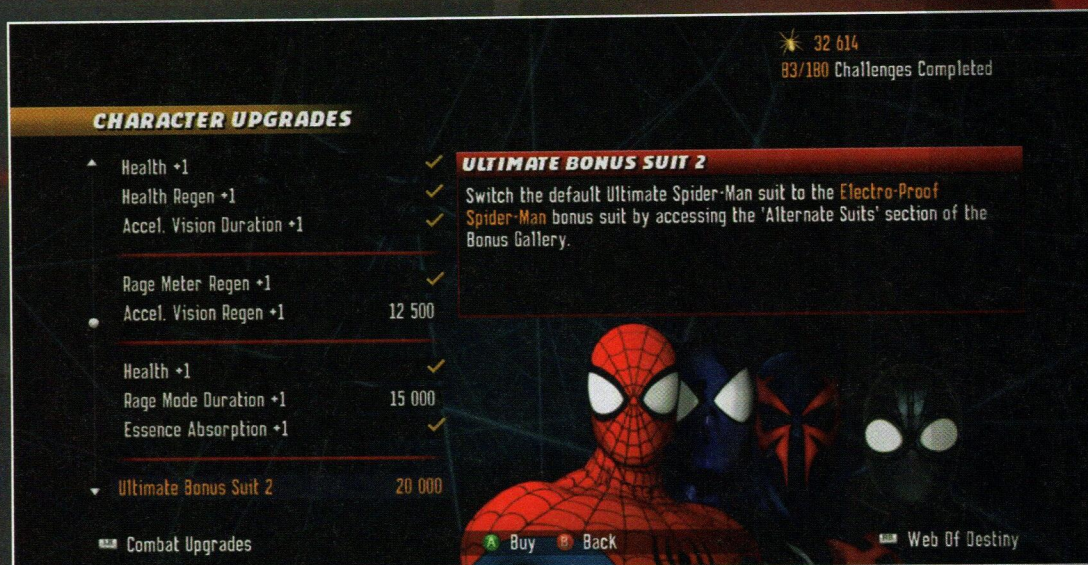 32 614
83/180 Challenges Completed
CHARACTER UPGRADES
Health +1
Health Regen +1
Accel. Vision Duration +1
Rage Meter Regen +1
Accel. Vision Regen +1 12 500
Health +1
Rage Mode Duration +1 15 000
Essence Absorption +1
Ultimate Bonus Suit 2 20 000
ULTIMATE BONUS SUIT 2
Switch the default Ultimate Spider-Man suit to the Electro-Proof
Spider-Man bonus suit by accessing the 'Alternate Suits' section of the
Bonus Gallery.
Combat Upgrades
A Buy B Back
Web Of Destiny